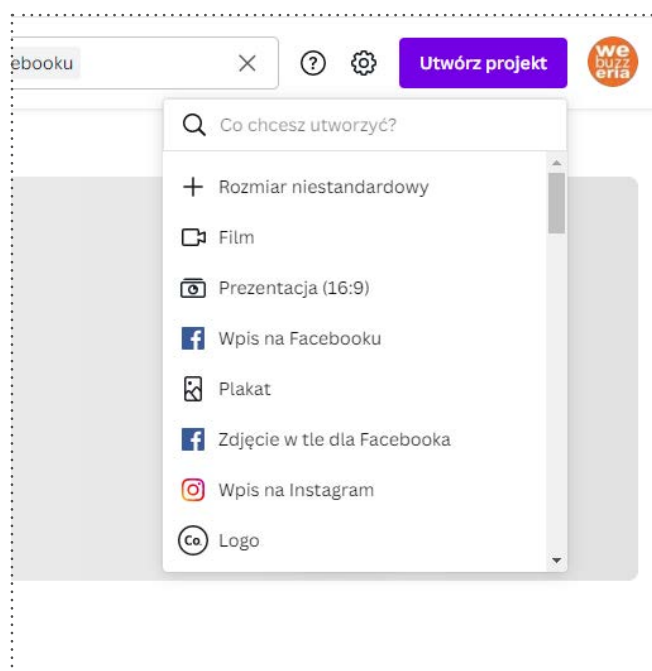 ebooku
Utwórz projekt
we
buzz
eria
Co chcesz utworzyć?
Rozmiar niestandardowy
Film
Prezentacja (16:9)
Wpis na Facebooku
Plakat
Zdjęcie w tle dla Facebooka
Wpis na Instagram
Co.
Logo